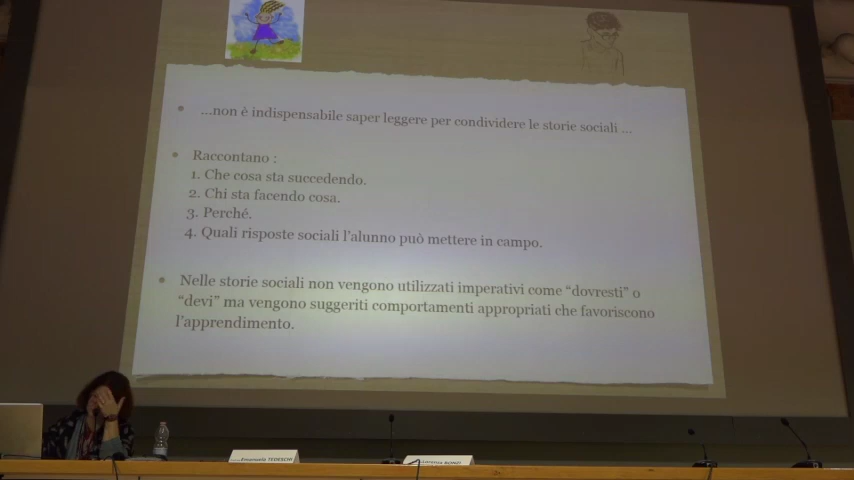 ...non è indispensabile saper leggere per condividere le storie sociali ...
Raccontano :
1. Che cosa sta succedendo.
2. Chi sta facendo cosa.
3. Perché.
4. Quali risposte sociali l'alunno può mettere in campo.
Nelle storie sociali non vengono utilizzati imperativi come “dovresti” o
“devi” ma vengono suggeriti comportamenti appropriati che favoriscono
l'apprendimento.
TEDESCHI